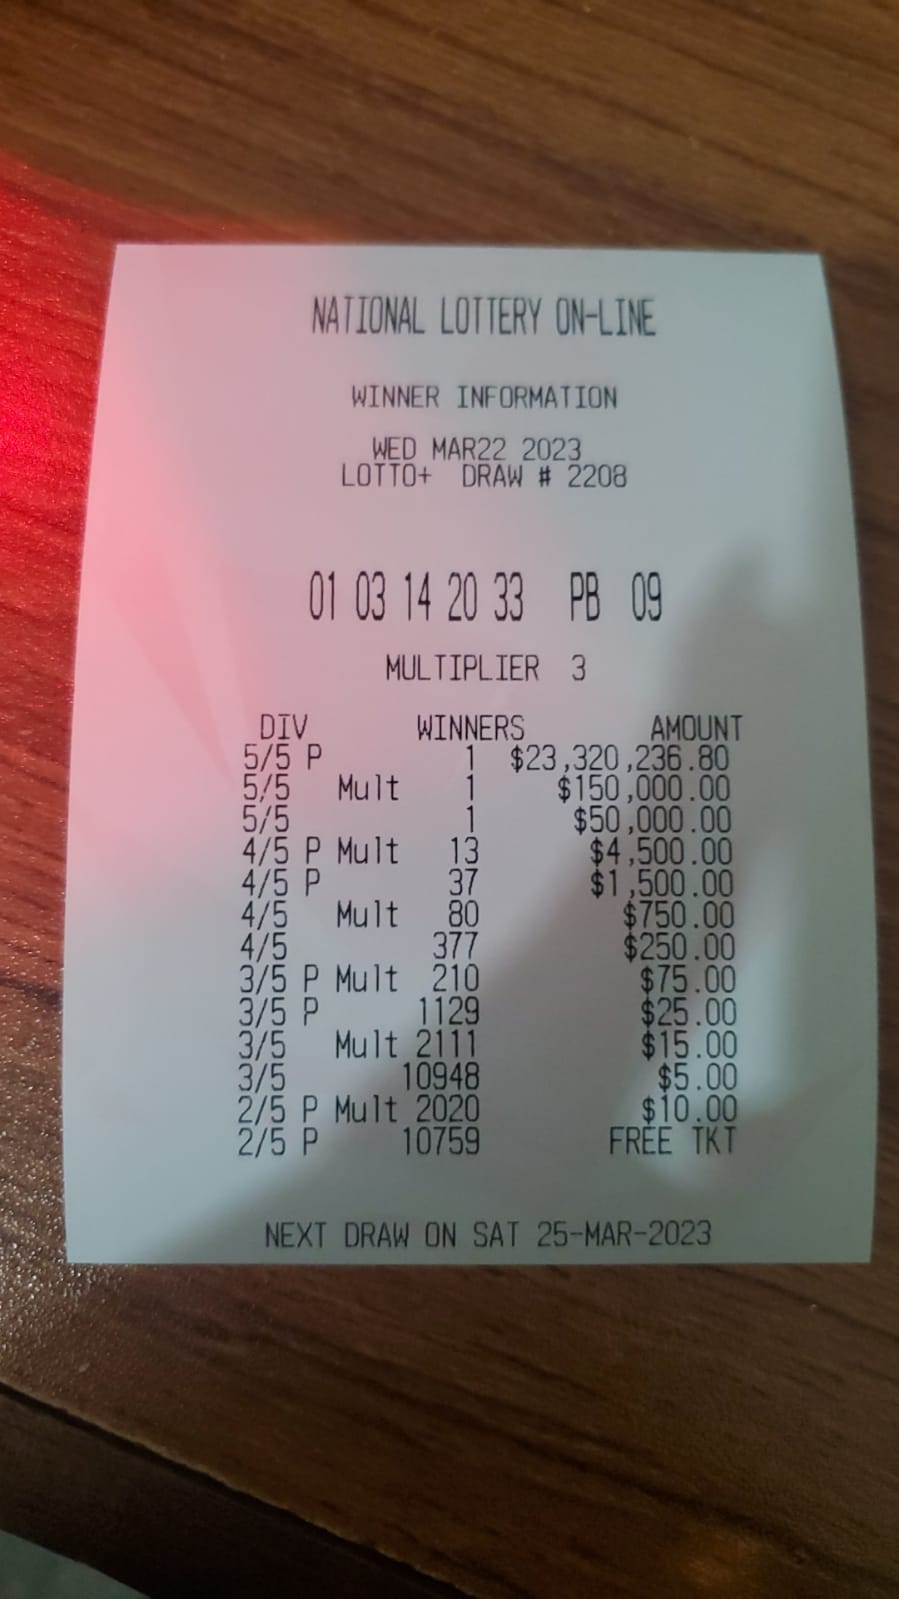 NATIONAL LOTTERY ON-LINE
WINNER INFORMATION
WED MAR22 2023
LOTTO+ DRAW # 2208
01 03 14 20 33 PB 09
MULTIPLIER 3
DIV WINNERS AMOUNT
5/5 P 1 $23,320,236.80
5/5 Mult 1 $150,000.00
5/5 1 $50,000.00
4/5 P Mult 13 $4,500.00
4/5 P 37 $1,500.00
4/5 Mult 80 $750.00
4/5 377 $250.00
3/5 P Mult 210 $75.00
3/5 P 1129 $25.00
3/5 Mult 2111 $15.00
3/5 10948 $5.00
2/5 P Mult 2020 $10.00
2/5 P 10759 FREE TKT
NEXT DRAW ON SAT 25-MAR-2023